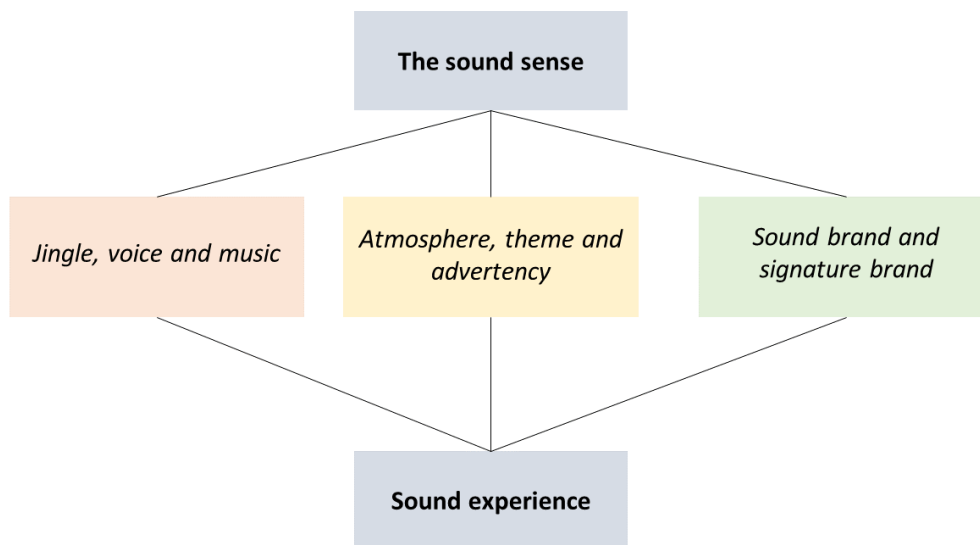 The sound sense
Jingle, voice and music
Atmosphere, theme and
advertency
Sound brand and
signature brand
Sound experience